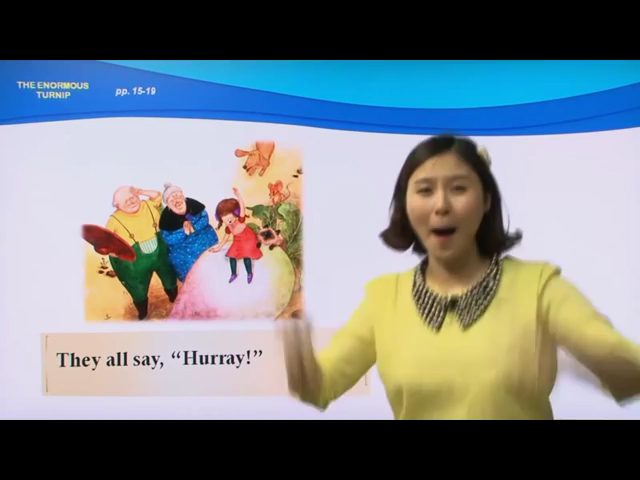 THE ENORMOUS
TURNIP
pp. 15-19
They all say, “Hurray!”